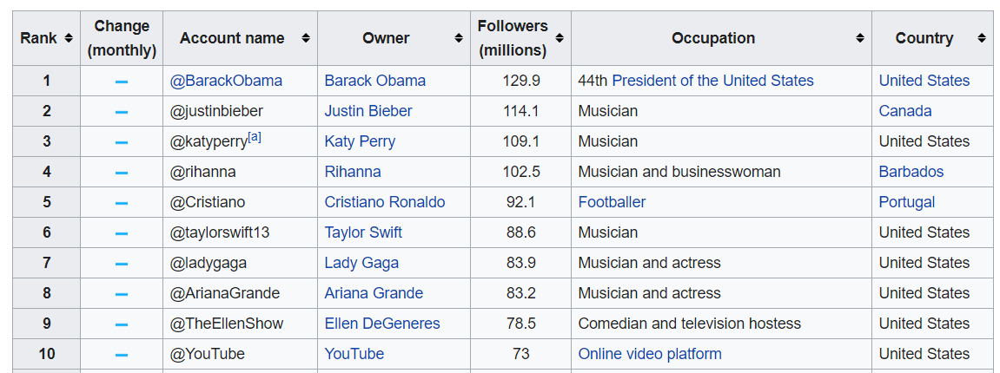 Rank Change (monthly) Account name Owner Followers (millions) Occupation Country
1 – @BarackObama Barack Obama 129.9 44th President of the United States United States
2 – @justinbieber Justin Bieber 114.1 Musician Canada
3 – @katyperry[a] Katy Perry 109.1 Musician United States
4 – @rihanna Rihanna 102.5 Musician and businesswoman Barbados
5 – @Cristiano Cristiano Ronaldo 92.1 Footballer Portugal
6 – @taylorswift13 Taylor Swift 88.6 Musician United States
7 – @ladygaga Lady Gaga 83.9 Musician and actress United States
8 – @ArianaGrande Ariana Grande 83.2 Musician and actress United States
9 – @TheEllenShow Ellen DeGeneres 78.5 Comedian and television hostess United States
10 – @YouTube YouTube 73 Online video platform United States